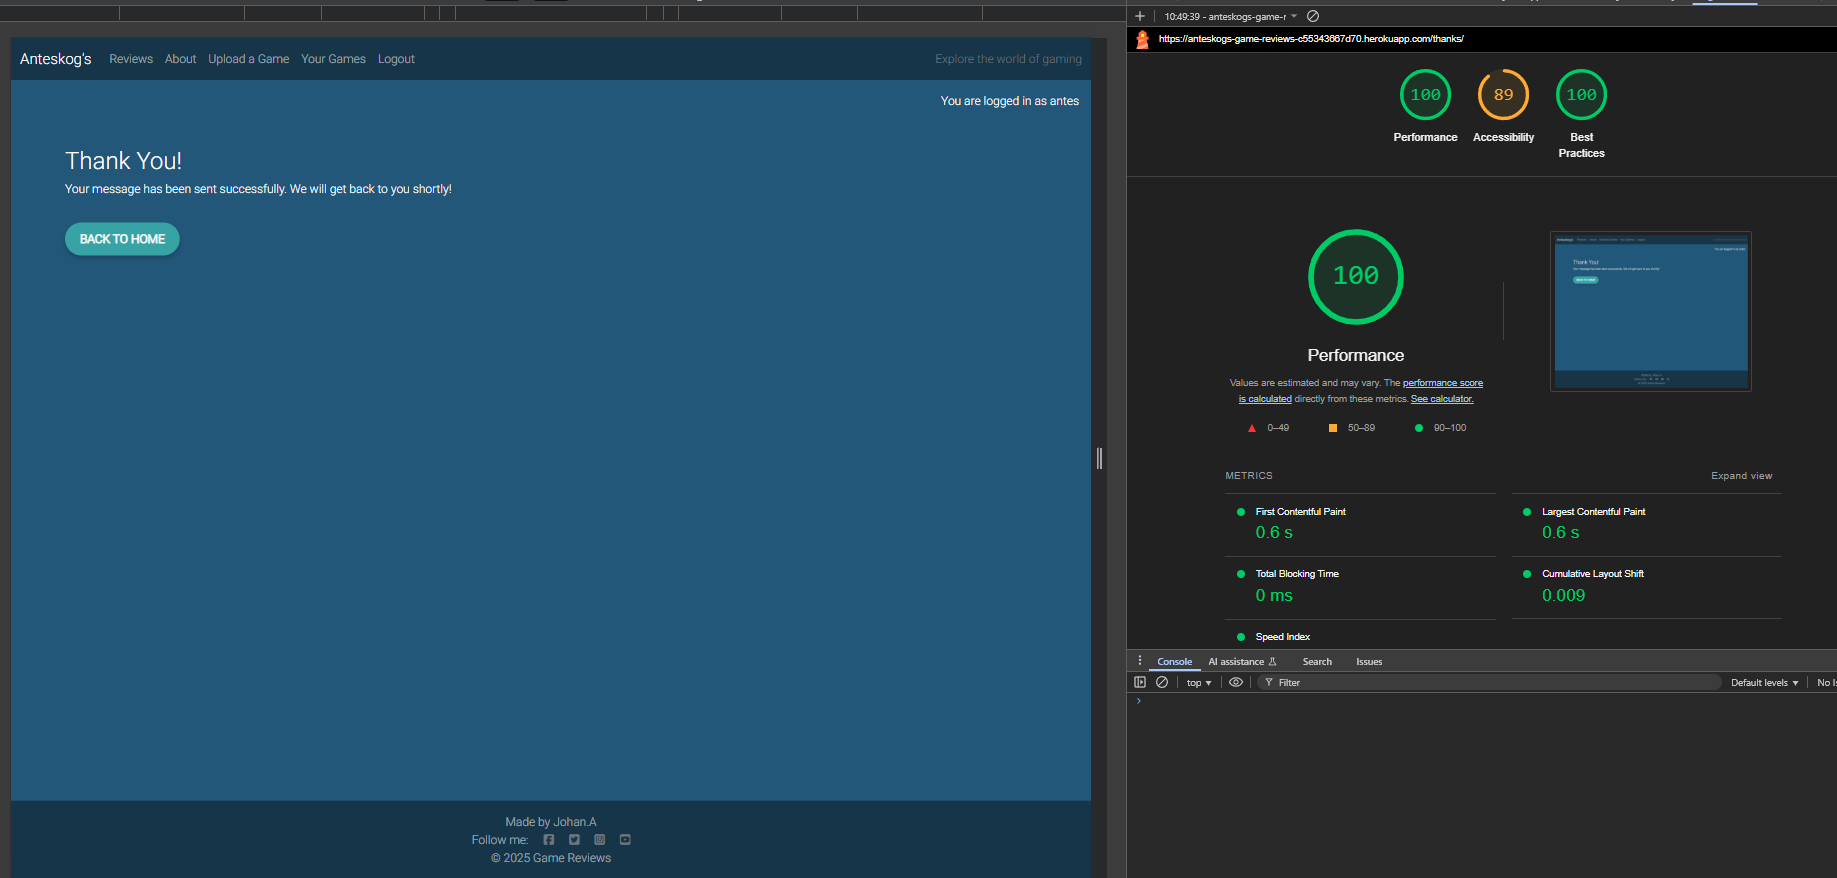 Anteskog's Reviews About Upload a Game Your Games Logout Explore the world of gaming
You are logged in as antes
Thank You!
Your message has been sent successfully. We will get back to you shortly!
BACK TO HOME
Made by Johan.A
Follow me:
© 2025 Game Reviews
10:49:39 - anteskogs-game-r
https://anteskogs-game-reviews-c55343667d70.herokuapp.com/thanks/
100 89 100
Performance Accessibility Best
Practices
100
Performance
Values are estimated and may vary. The performance score
is calculated directly from these metrics. See calculator.
0–49 50–89 90–100
METRICS Expand view
First Contentful Paint Largest Contentful Paint
0.6 s 0.6 s
Total Blocking Time Cumulative Layout Shift
0 ms 0.009
Speed Index
Console AI assistance Search Issues
top Filter Default levels No Is